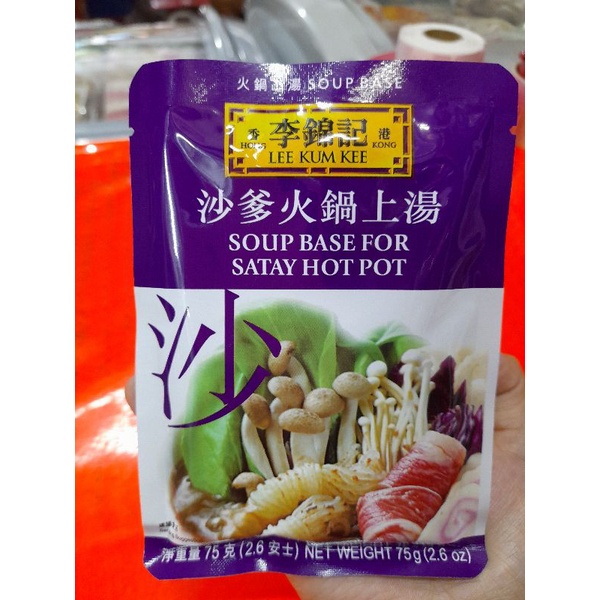 火鍋上湯 SOUP BASE
香 李錦記 港
HONG LEE KUM KEE KONG
沙爹火鍋上湯
SOUP BASE FOR
SATAY HOT POT
沙
淨重量 75 克 (2.6 安士) NET WEIGHT 75g (2.6 oz)